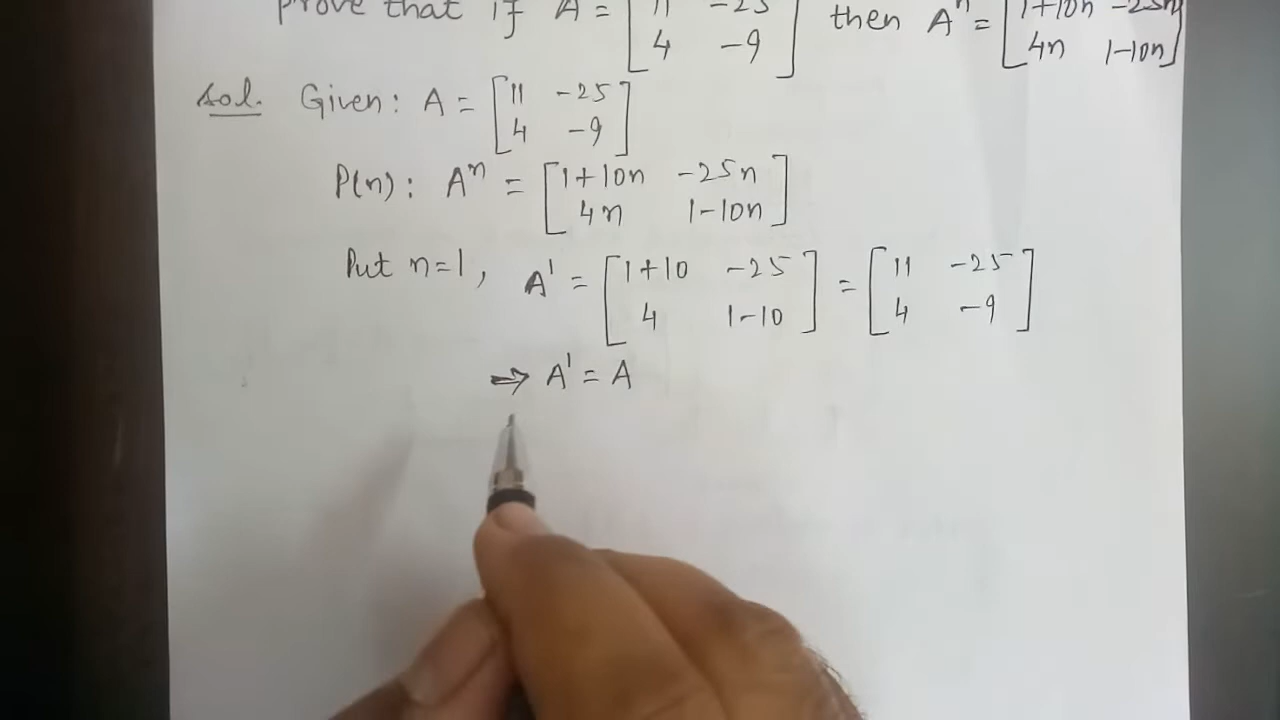 Prove that if A = [11 -25 then Aⁿ = [1+10n -25n
4 -9] 4n 1-10n]
Sol. Given: A = [11 -25
4 -9]
P(n): Aⁿ = [1+10n -25n
4n 1-10n]
Put n=1, A¹ = [1+10 -25 = [11 -25
4 1-10] 4 -9]
⇒ A¹ = A